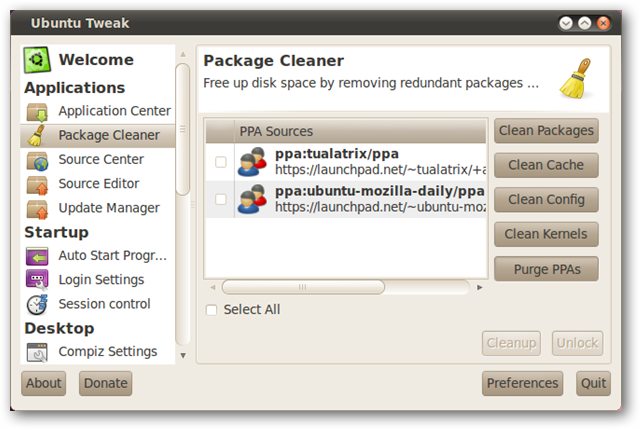 Ubuntu Tweak
Welcome
Applications
Application Center
Package Cleaner
Source Center
Source Editor
Update Manager
Startup
Auto Start Progr...
Login Settings
Session control
Desktop
Compiz Settings
Package Cleaner
Free up disk space by removing redundant packages ...
PPA Sources
ppa:tualatrix/ppa
https://launchpad.net/~tualatrix/+a
ppa:ubuntu-mozilla-daily/ppa
https://launchpad.net/~ubuntu-moz
Select All
Clean Packages
Clean Cache
Clean Config
Clean Kernels
Purge PPAs
Cleanup
Unlock
About
Donate
Preferences
Quit